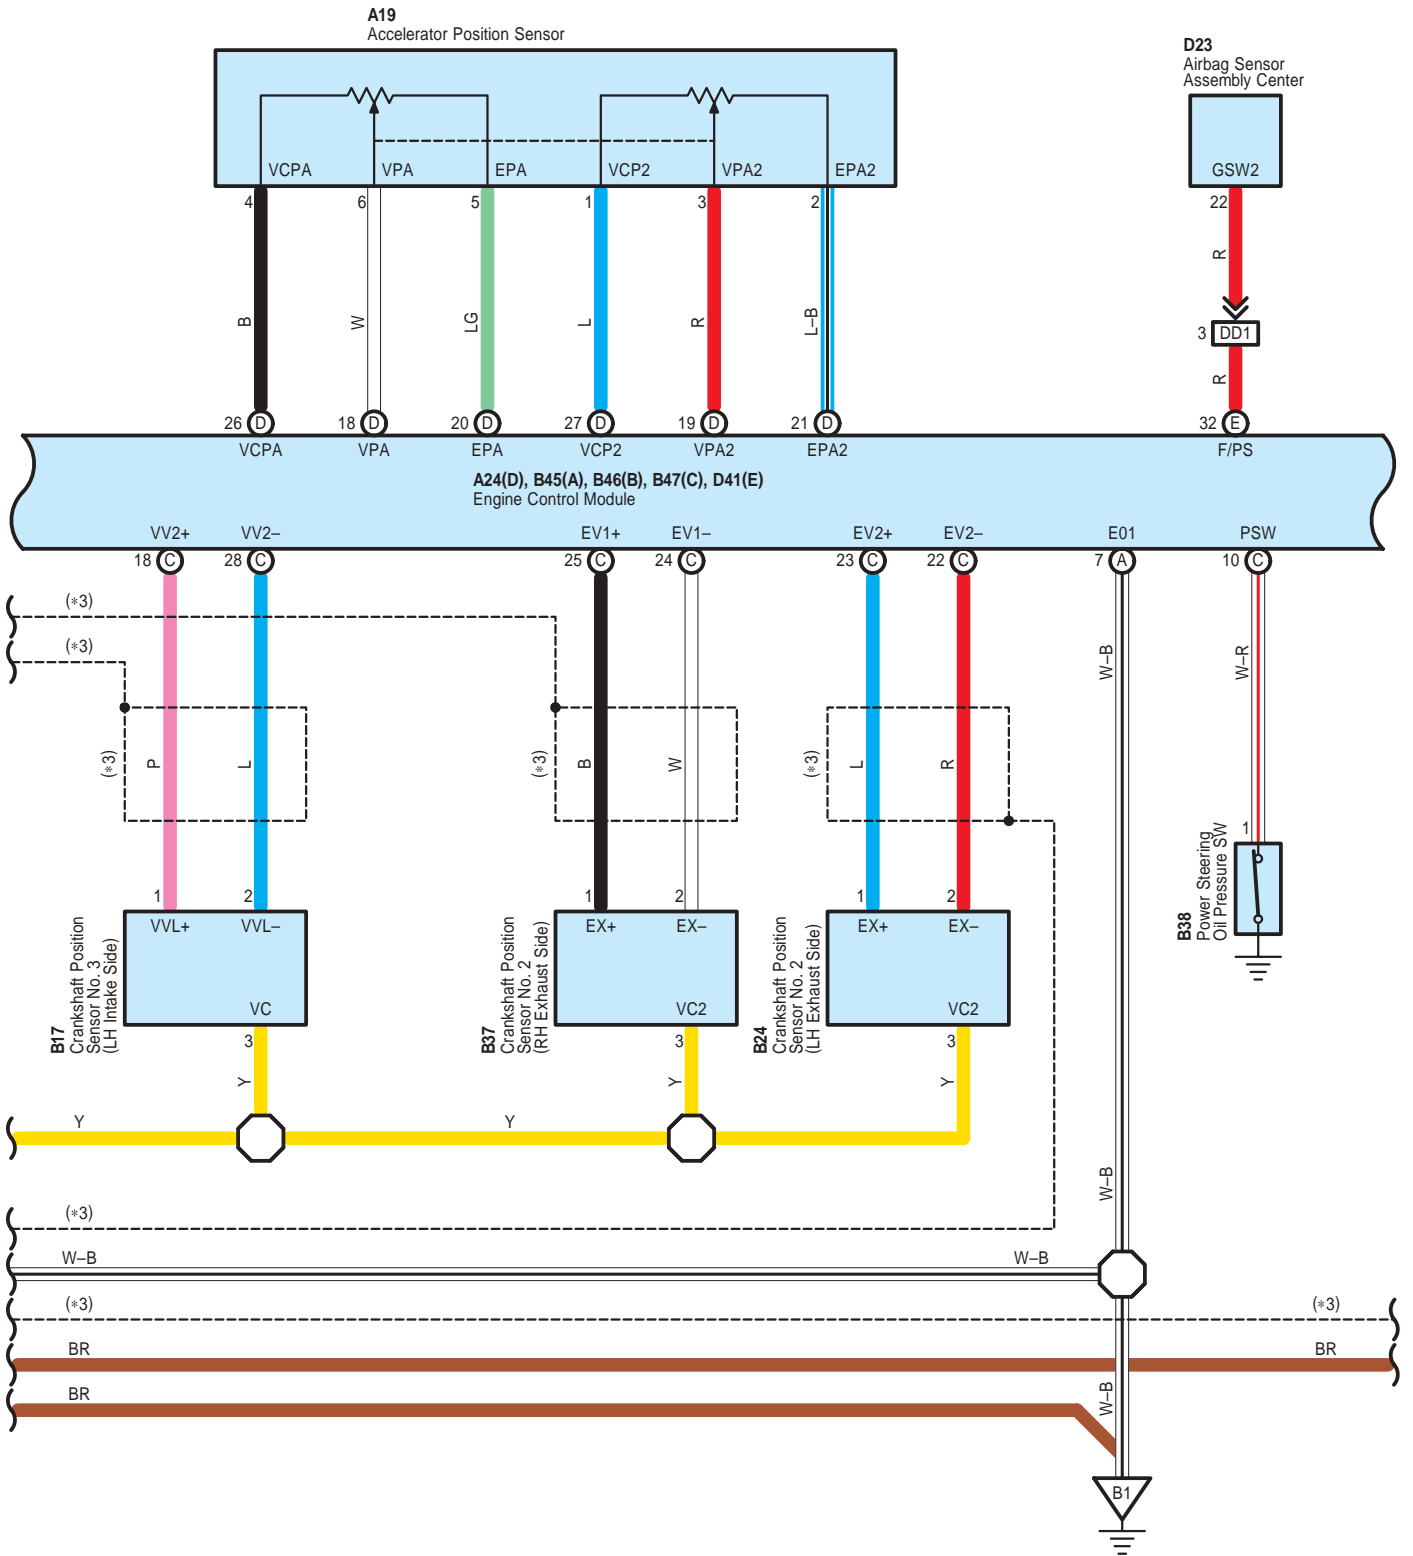 A19
Accelerator Position Sensor
D23
Airbag Sensor
Assembly Center
VCPA VPA EPA VCP2 VPA2 EPA2 GSW2
4 6 5 1 3 2 22
R
B W LG L R L–B
3 DD1
R
26 D 18 D 20 D 27 D 19 D 21 D 32 E
VCPA VPA EPA VCP2 VPA2 EPA2 F/PS
A24(D), B45(A), B46(B), B47(C), D41(E)
Engine Control Module
VV2+ VV2– EV1+ EV1– EV2+ EV2– E01 PSW
18 C 28 C 25 C 24 C 23 C 22 C 7 A 10 C
(*3)
(*3)
W–B W–R
(*3) P L (*3) B W (*3) L R
1
B38
Power Steering
Oil Pressure SW
1 2 1 2 1 2
VVL+ VVL– EX+ EX– EX+ EX–
B17
Crankshaft Position
Sensor No. 3
(LH Intake Side)
B37
Crankshaft Position
Sensor No. 2
(RH Exhaust Side)
B24
Crankshaft Position
Sensor No. 2
(LH Exhaust Side)
VC VC2 VC2
3 3 3
Y Y Y
Y Y
W–B
(*3)
W–B W–B
(*3) (*3)
BR BR
BR
W–B
B1